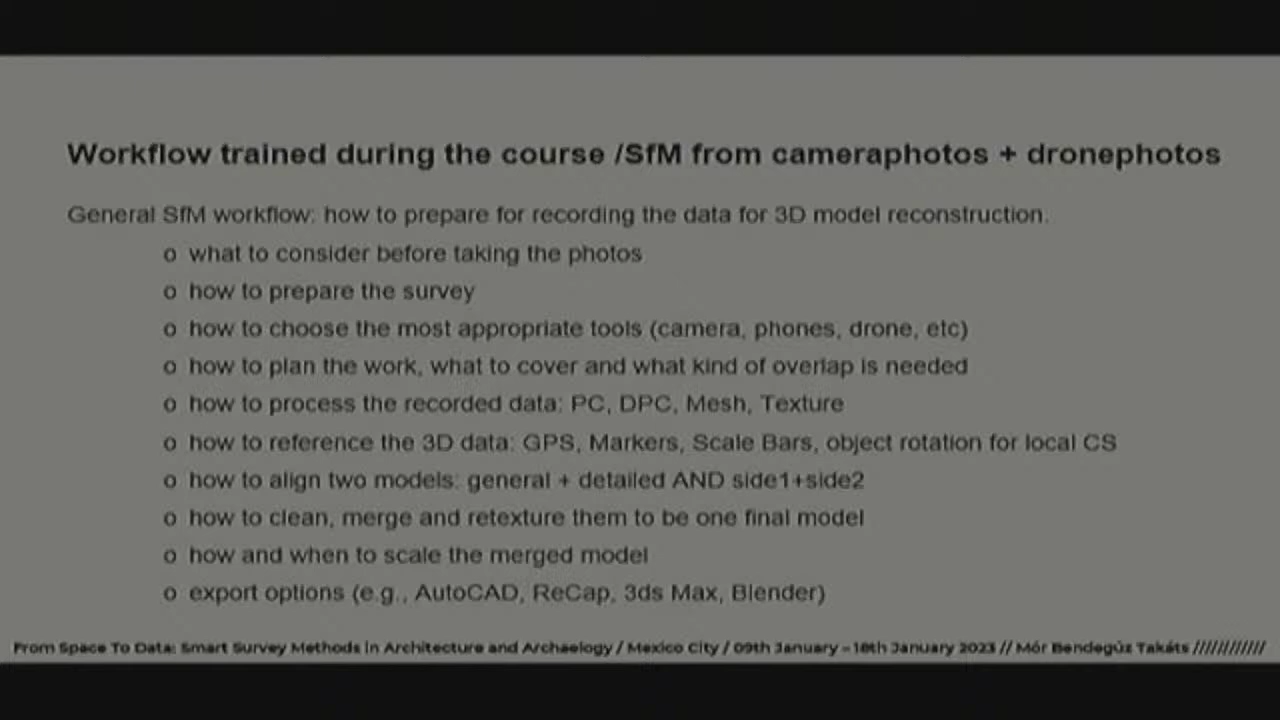 Workflow trained during the course /SfM from cameraphotos + dronephotos
General SfM workflow: how to prepare for recording the data for 3D model reconstruction.
o what to consider before taking the photos
o how to prepare the survey
o how to choose the most appropriate tools (camera, phones, drone, etc)
o how to plan the work, what to cover and what kind of overlap is needed
o how to process the recorded data: PC, DPC, Mesh, Texture
o how to reference the 3D data: GPS, Markers, Scale Bars, object rotation for local CS
o how to align two models: general + detailed AND side1+side2
o how to clean, merge and retexture them to be one final model
o how and when to scale the merged model
o export options (e.g., AutoCAD, ReCap, 3ds Max, Blender)
From Space To Data: Smart Survey Methods in Architecture and Archaelogy / Mexico City / 09th January - 18th January 2023 // Mór Bendegúz Takáts ////////////